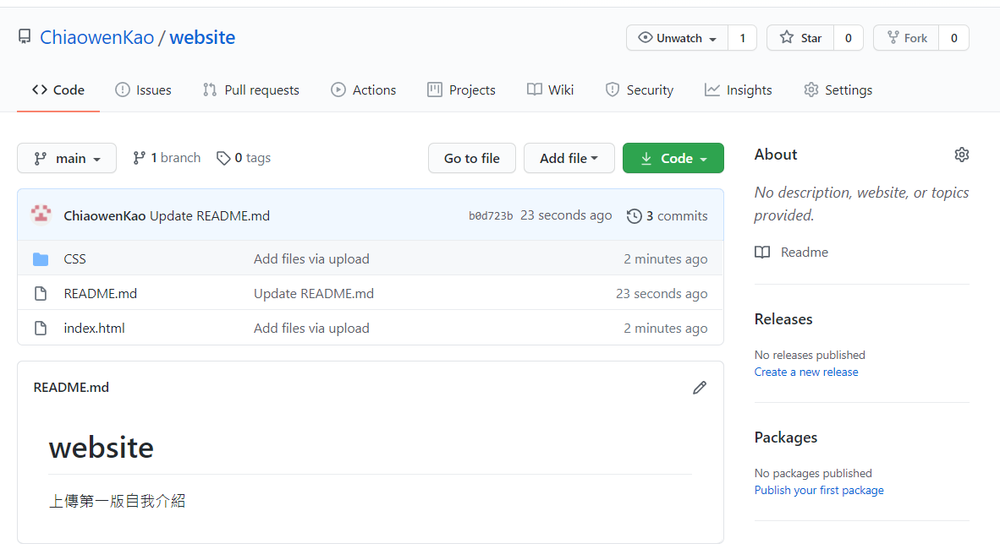 ChiaowenKao / website
Unwatch 1 Star 0 Fork 0
Code Issues Pull requests Actions Projects Wiki Security Insights Settings
main 1 branch 0 tags Go to file Add file Code
ChiaowenKao Update README.md b0d723b 23 seconds ago 3 commits
CSS Add files via upload 2 minutes ago
README.md Update README.md 23 seconds ago
index.html Add files via upload 2 minutes ago
README.md
website
上傳第一版自我介紹
About
No description, website, or topics
provided.
Readme
Releases
No releases published
Create a new release
Packages
No packages published
Publish your first package